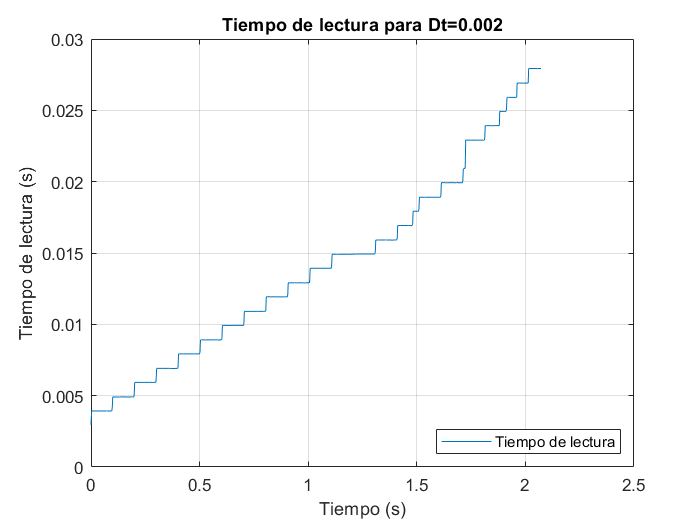 Tiempo de lectura para Dt=0.002
0.03
0.025
0.02
0.015
0.01
0.005
0
Tiempo de lectura (s)
Tiempo de lectura
0 0.5 1 1.5 2 2.5
Tiempo (s)